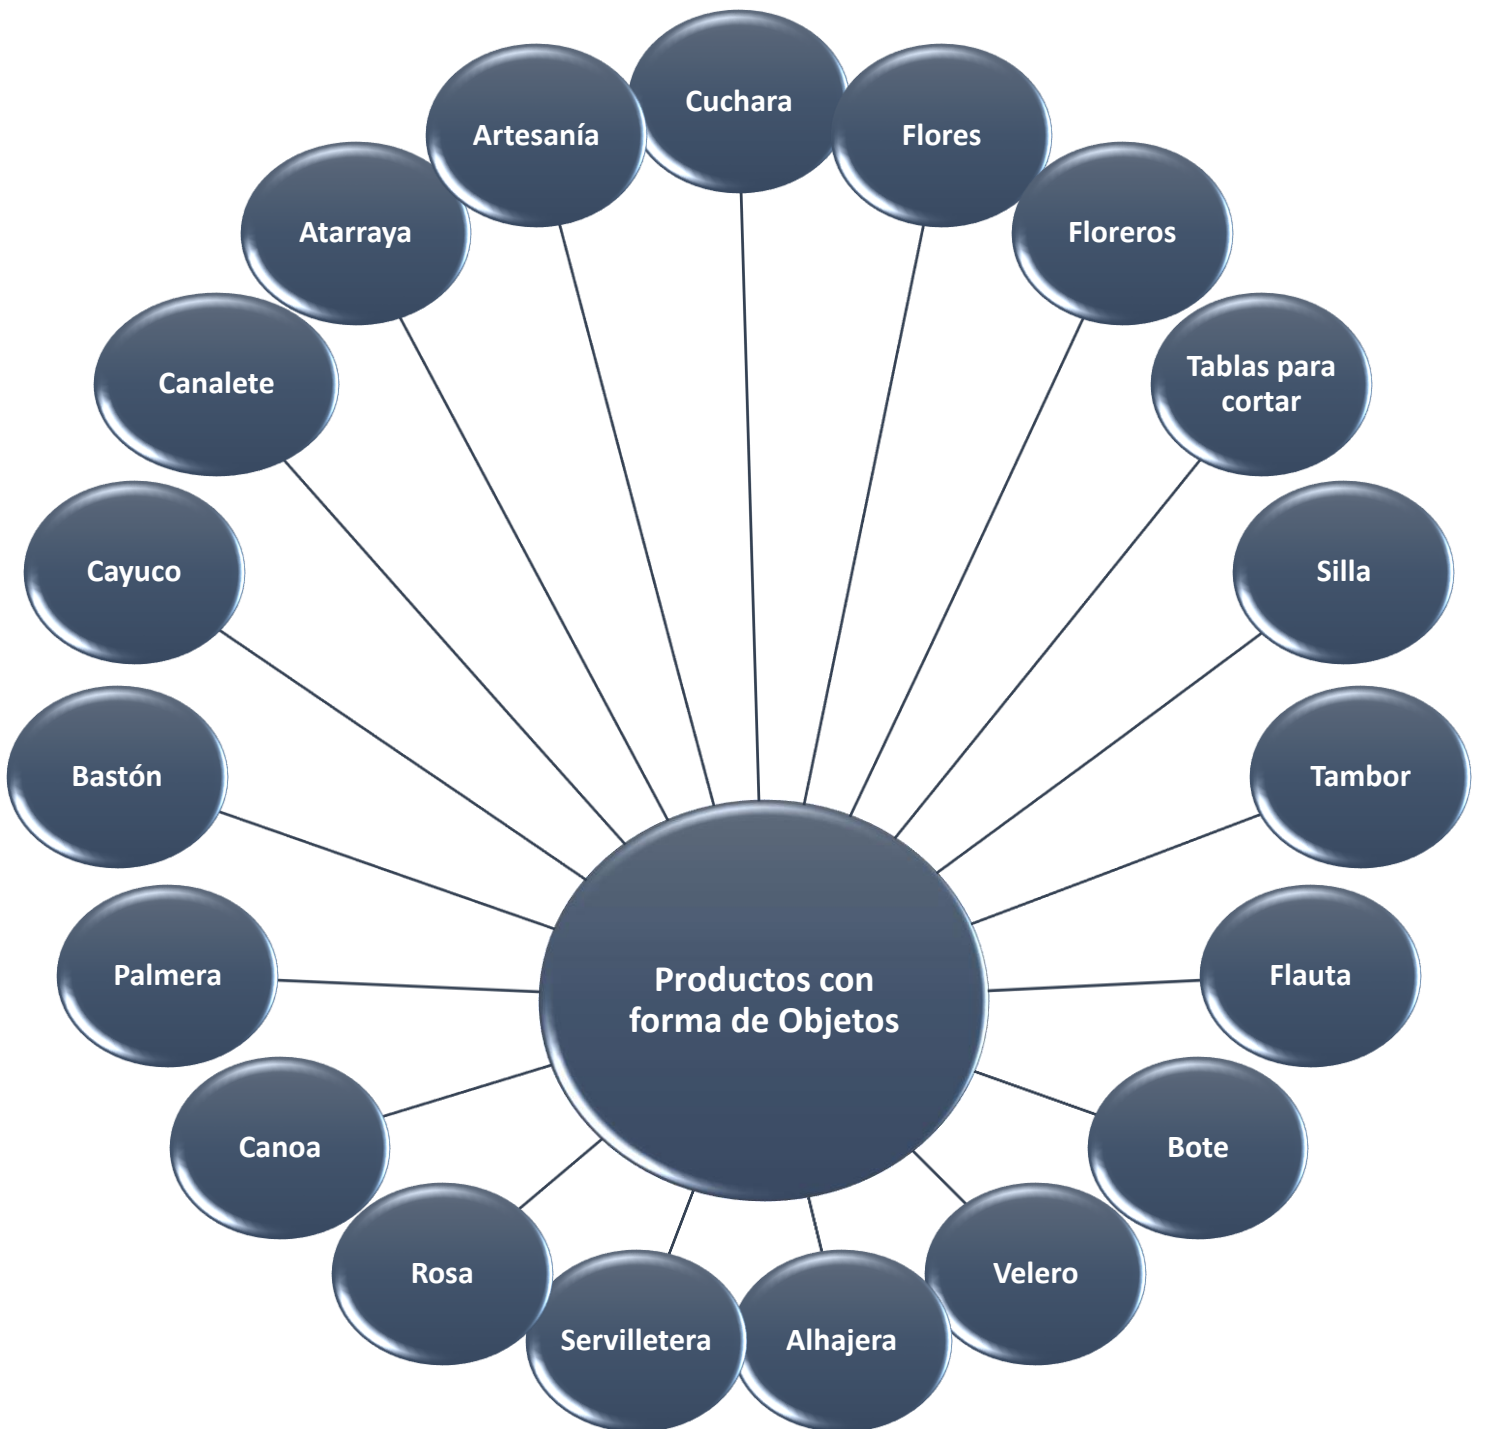 Cuchara
Flores
Floreros
Tablas para
cortar
Silla
Tambor
Flauta
Bote
Velero
Alhajera
Servilletera
Rosa
Canoa
Palmera
Bastón
Cayuco
Canalete
Atarraya
Artesanía
Productos con
forma de Objetos